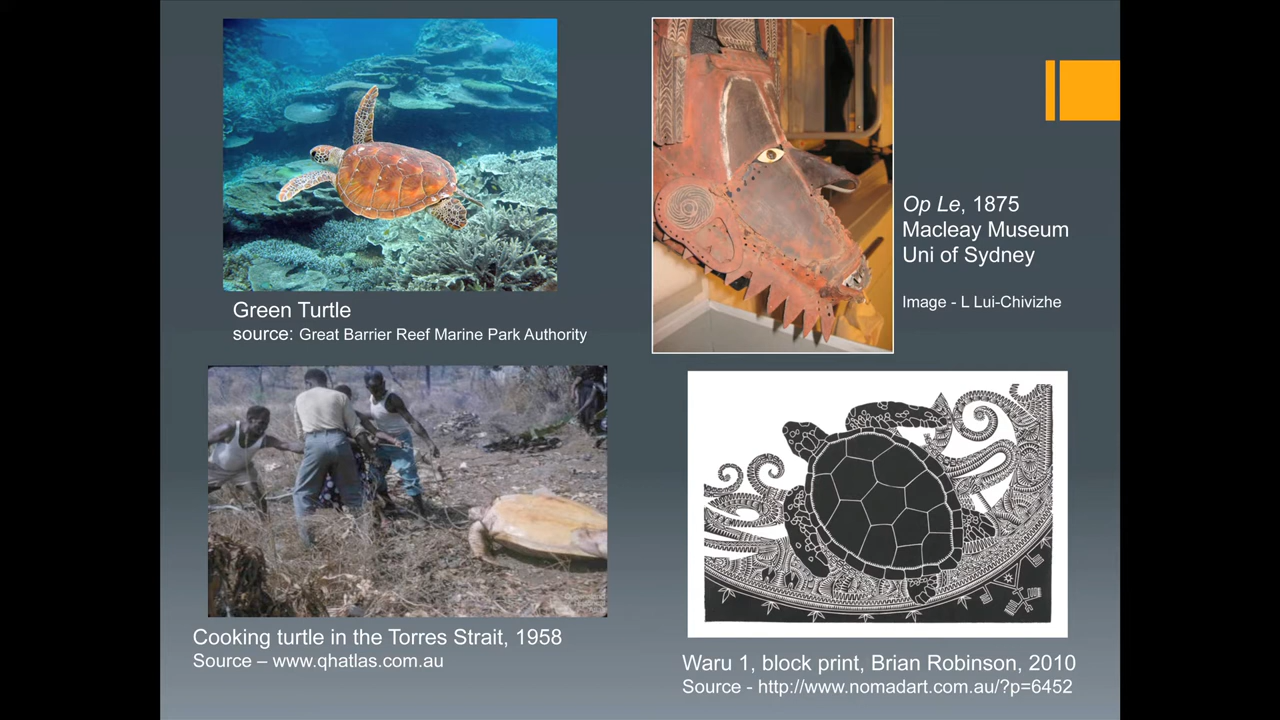 Green Turtle
source: Great Barrier Reef Marine Park Authority
Op Le, 1875
Macleay Museum
Uni of Sydney
Image - L Lui-Chivizhe
Cooking turtle in the Torres Strait, 1958
Source – www.qhatlas.com.au
Waru 1, block print, Brian Robinson, 2010
Source - http://www.nomadart.com.au/?p=6452